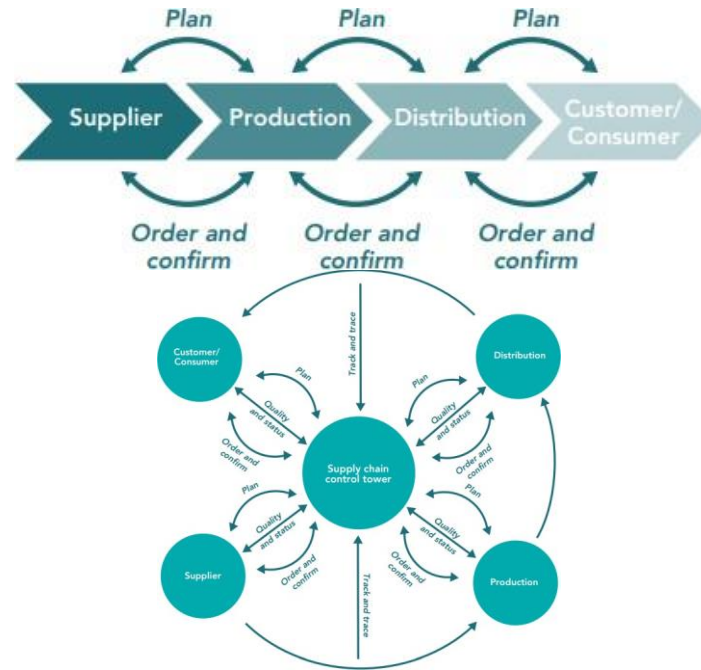 Plan
Plan
Plan
Supplier
Production
Distribution
Customer/
Consumer
Order and
confirm
Order and
confirm
Order and
confirm
Customer/
Consumer
Plan
Quality
and status
Order and
confirm
Track and trace
Distribution
Plan
Quality
and status
Order and
confirm
Supply chain
control tower
Supplier
Plan
Quality
and status
Order and
confirm
Track and trace
Production
Plan
Quality
and status
Order and
confirm